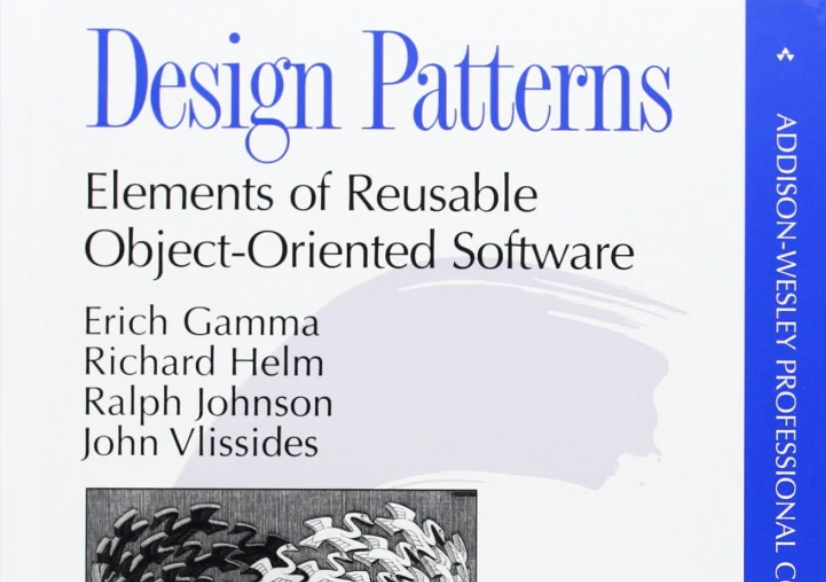 Design Patterns
Elements of Reusable
Object-Oriented Software
Erich Gamma
Richard Helm
Ralph Johnson
John Vlissides
ADDISON-WESLEY PROFESSIONAL C